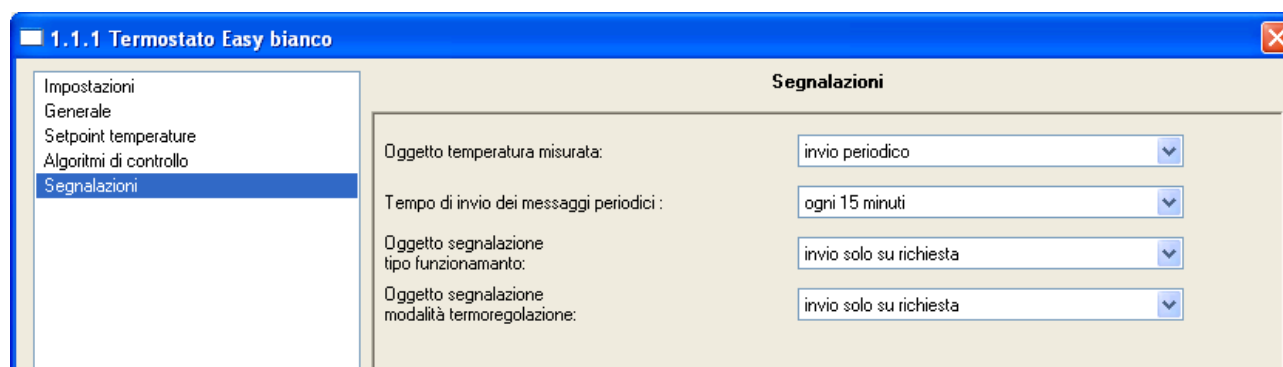 1.1.1 Termostato Easy bianco
Impostazioni
Generale
Setpoint temperature
Algoritmi di controllo
Segnalazioni
Segnalazioni
Oggetto temperatura misurata:
invio periodico
Tempo di invio dei messaggi periodici :
ogni 15 minuti
Oggetto segnalazione
tipo funzionamanto:
invio solo su richiesta
Oggetto segnalazione
modalità termoregolazione:
invio solo su richiesta